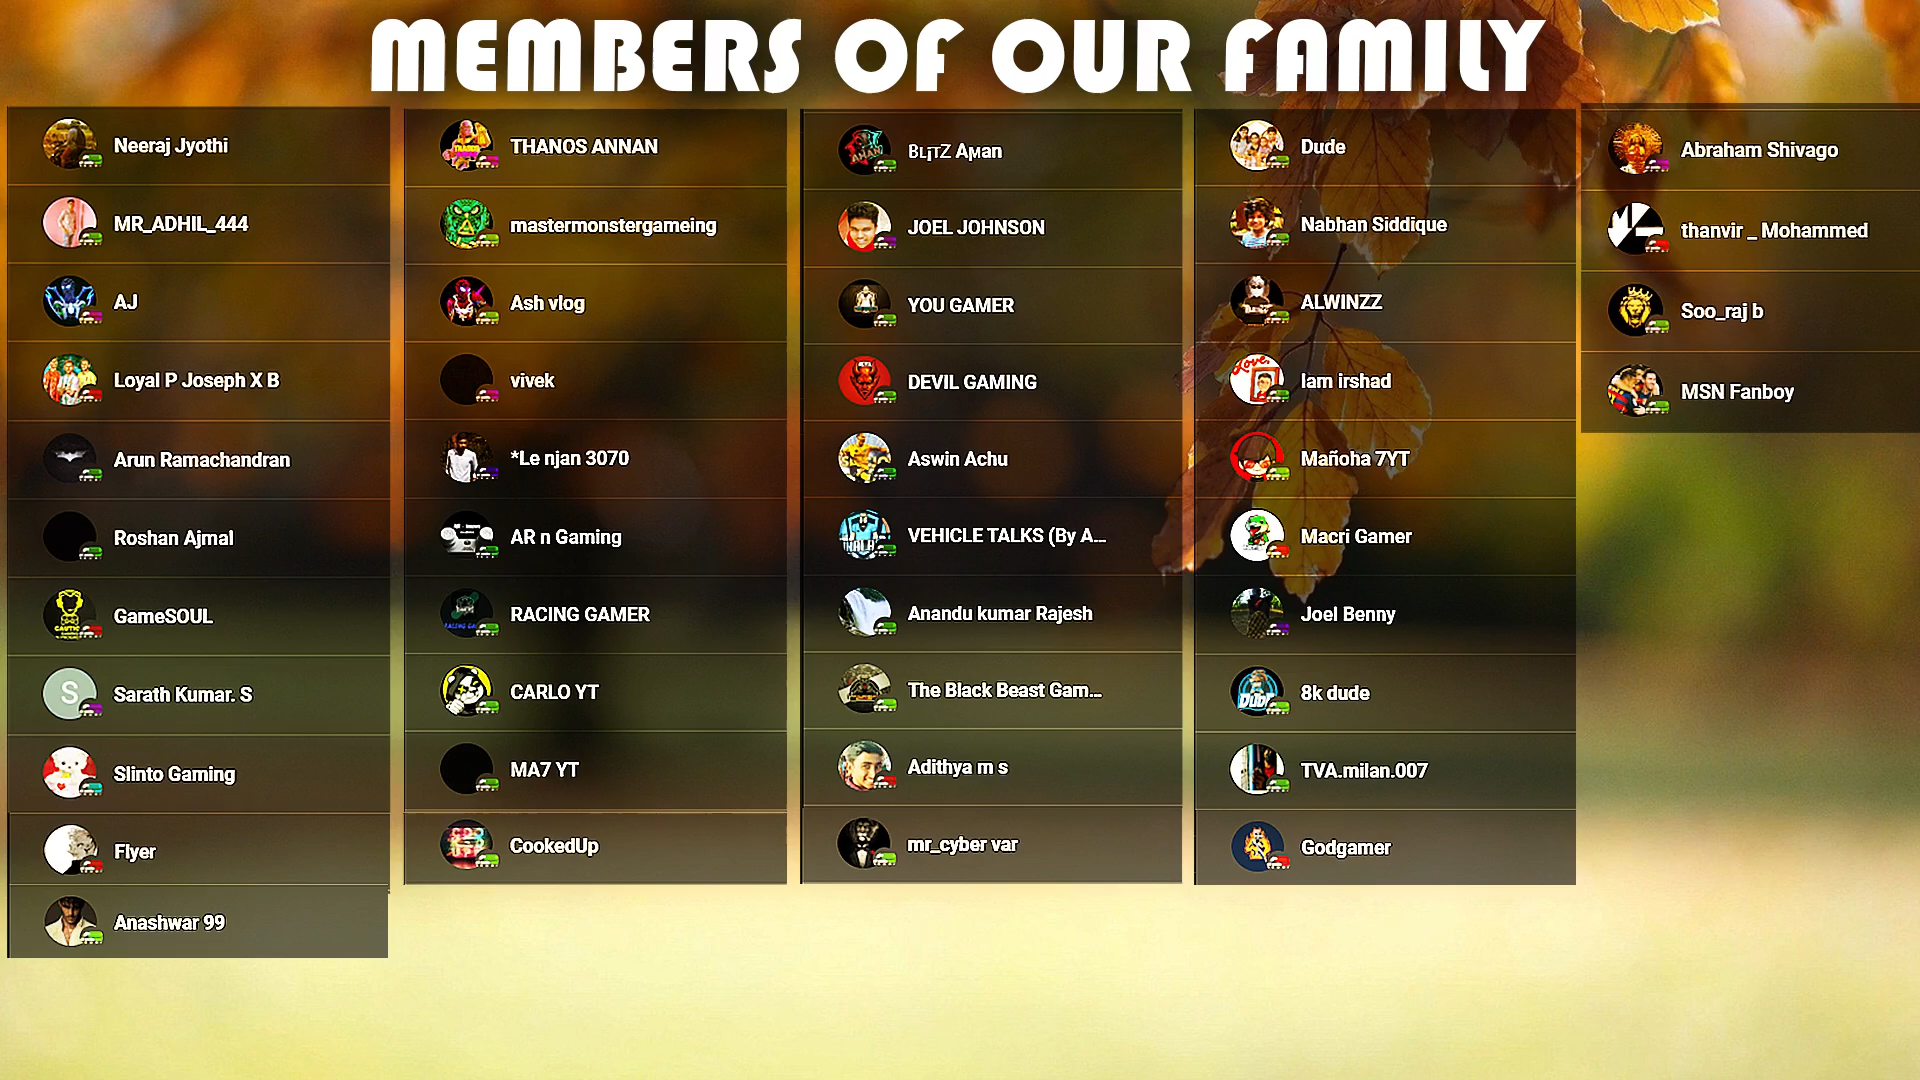 MEMBERS OF OUR FAMILY
Neeraj Jyothi
MR_ADHIL_444
AJ
Loyal P Joseph X B
Arun Ramachandran
Roshan Ajmal
GameSOUL
S
Sarath Kumar. S
Slinto Gaming
Flyer
Anashwar 99
THANOS ANNAN
mastermonstergameing
Ash vlog
vivek
*Le njan 3070
AR n Gaming
RACING GAMER
CARLO YT
MA7 YT
CookedUp
BʟᴉᴛZ Aᴍan
JOEL JOHNSON
YOU GAMER
DEVIL GAMING
Aswin Achu
VEHICLE TALKS (By A...
Anandu kumar Rajesh
The Black Beast Gam...
Adithya m s
mr_cyber var
Dude
Nabhan Siddique
ALWINZZ
Iam irshad
Mañoha 7YT
Macri Gamer
Joel Benny
8k dude
TVA.milan.007
Godgamer
Abraham Shivago
thanvir _ Mohammed
Soo_raj b
MSN Fanboy